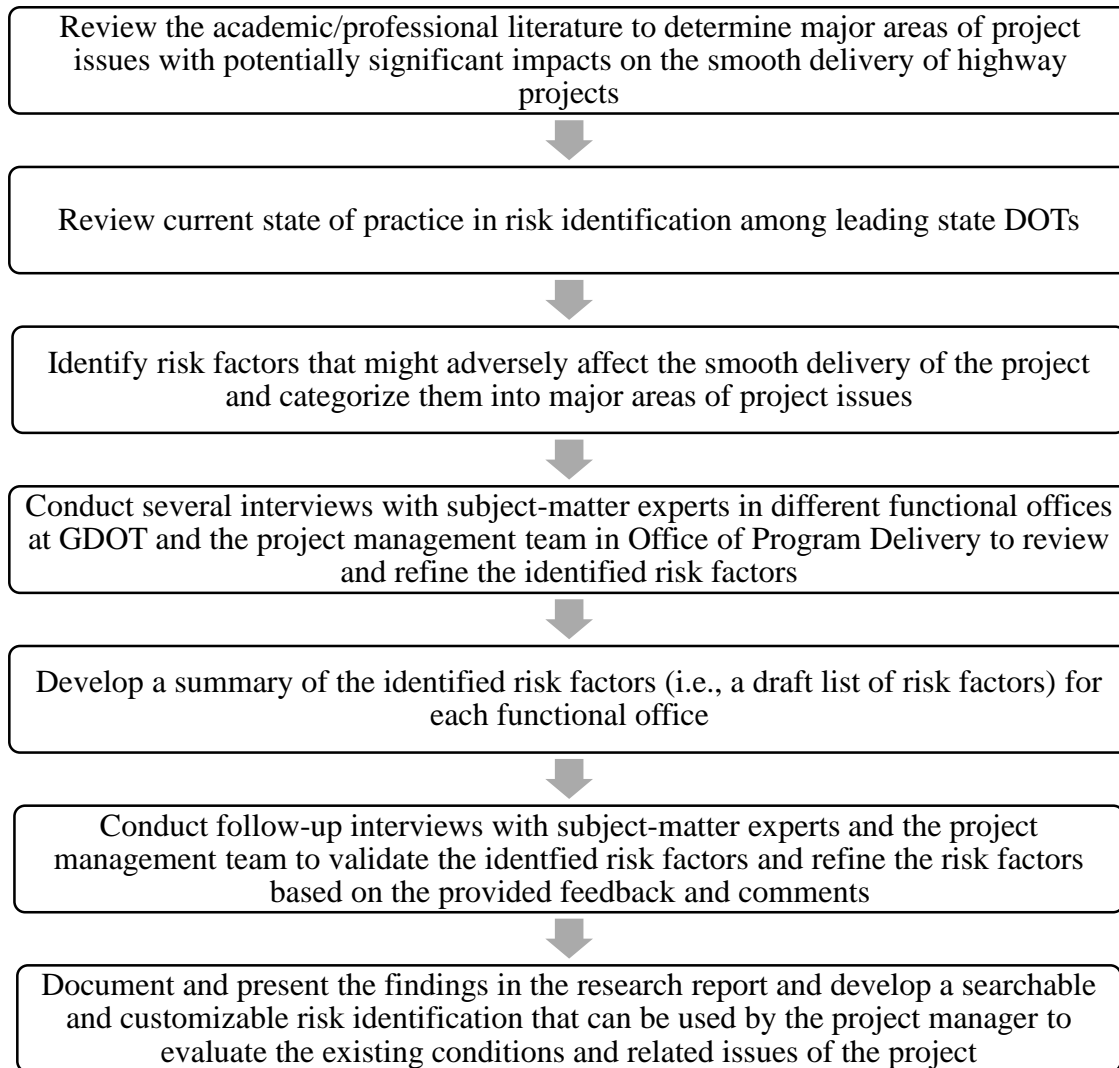 Review the academic/professional literature to determine major areas of project
issues with potentially significant impacts on the smooth delivery of highway
projects
Review current state of practice in risk identification among leading state DOTs
Identify risk factors that might adversely affect the smooth delivery of the project
and categorize them into major areas of project issues
Conduct several interviews with subject-matter experts in different functional offices
at GDOT and the project management team in Office of Program Delivery to review
and refine the identified risk factors
Develop a summary of the identified risk factors (i.e., a draft list of risk factors) for
each functional office
Conduct follow-up interviews with subject-matter experts and the project
management team to validate the identfied risk factors and refine the risk factors
based on the provided feedback and comments
Document and present the findings in the research report and develop a searchable
and customizable risk identification that can be used by the project manager to
evaluate the existing conditions and related issues of the project